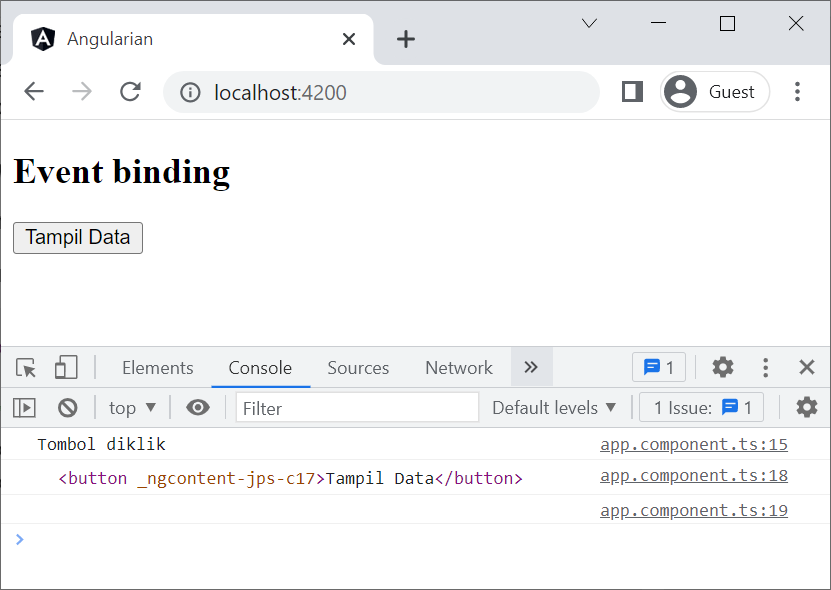 Angularian
localhost:4200
Guest
Event binding
Tampil Data
Elements Console Sources Network 1
top Filter Default levels 1 Issue: 1
Tombol diklik app.component.ts:15
<button _ngcontent-jps-c17>Tampil Data</button> app.component.ts:18
app.component.ts:19